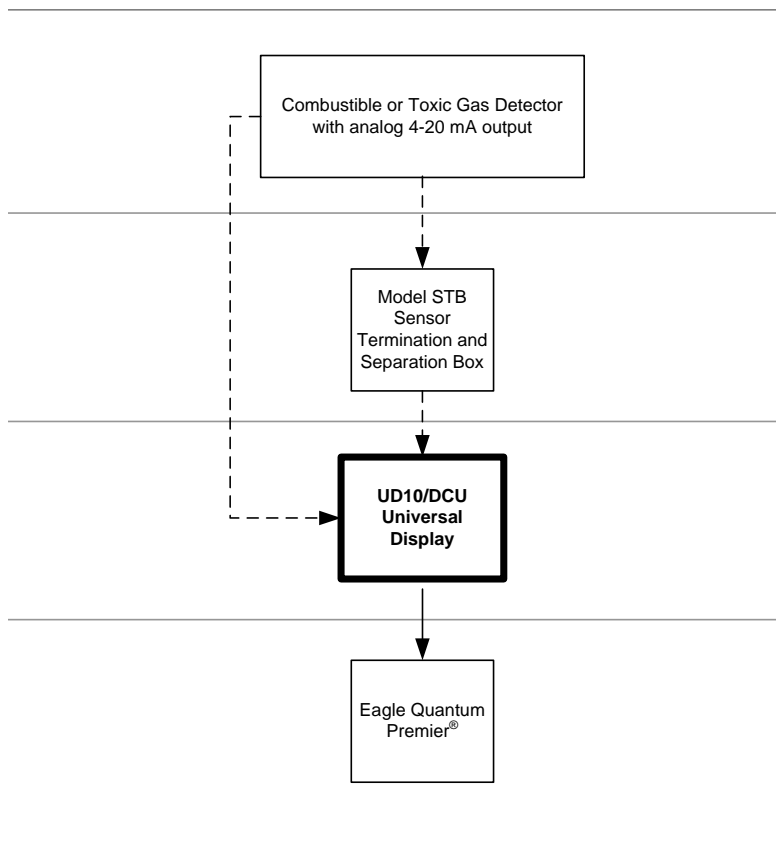 Combustible or Toxic Gas Detector
with analog 4-20 mA output
Model STB
Sensor
Termination and
Separation Box
UD10/DCU
Universal
Display
Eagle Quantum
Premier®